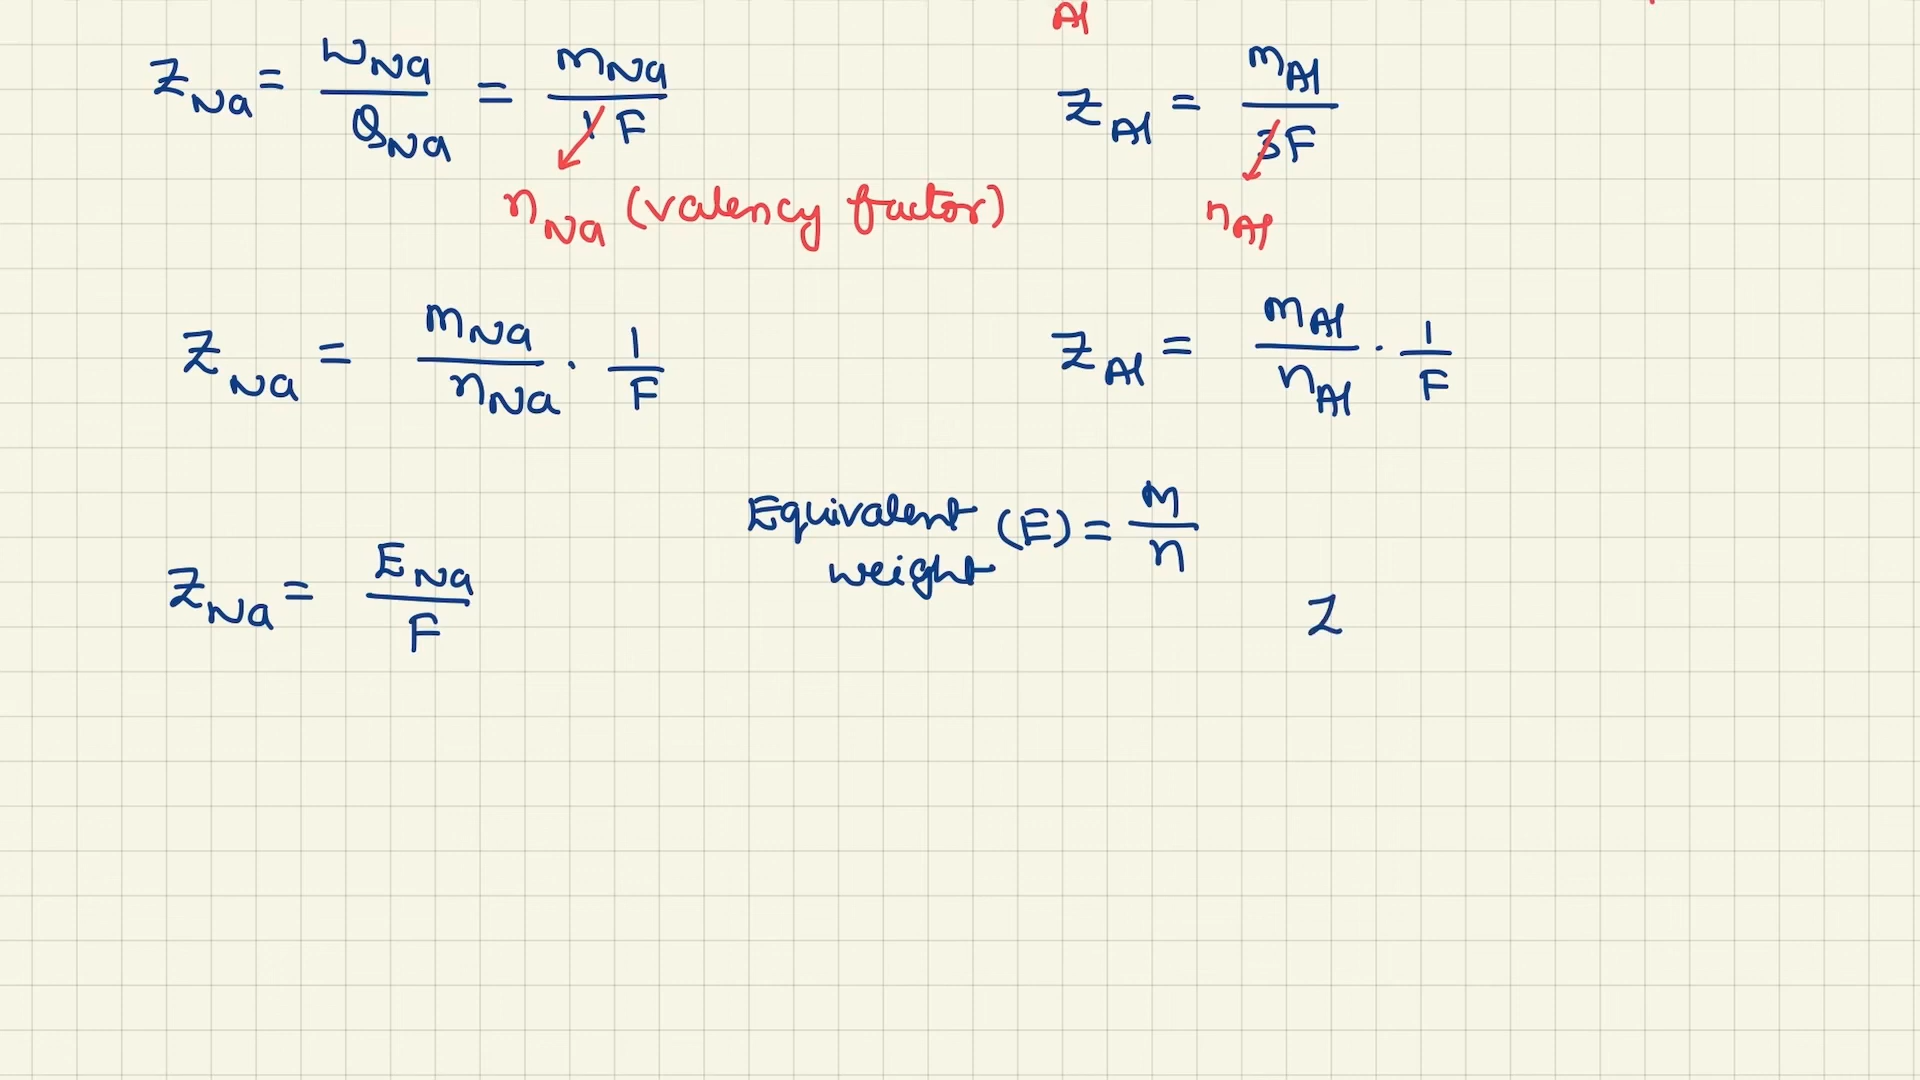 Al
Z_Na = W_Na / Q_Na = m_Na / 1F
Z_Al = m_Al / 3F
n_Na (valency factor)
n_Al
Z_Na = m_Na / n_Na · 1 / F
Z_Al = m_Al / n_Al · 1 / F
Equivalent weight (E) = M / n
Z_Na = E_Na / F
Z